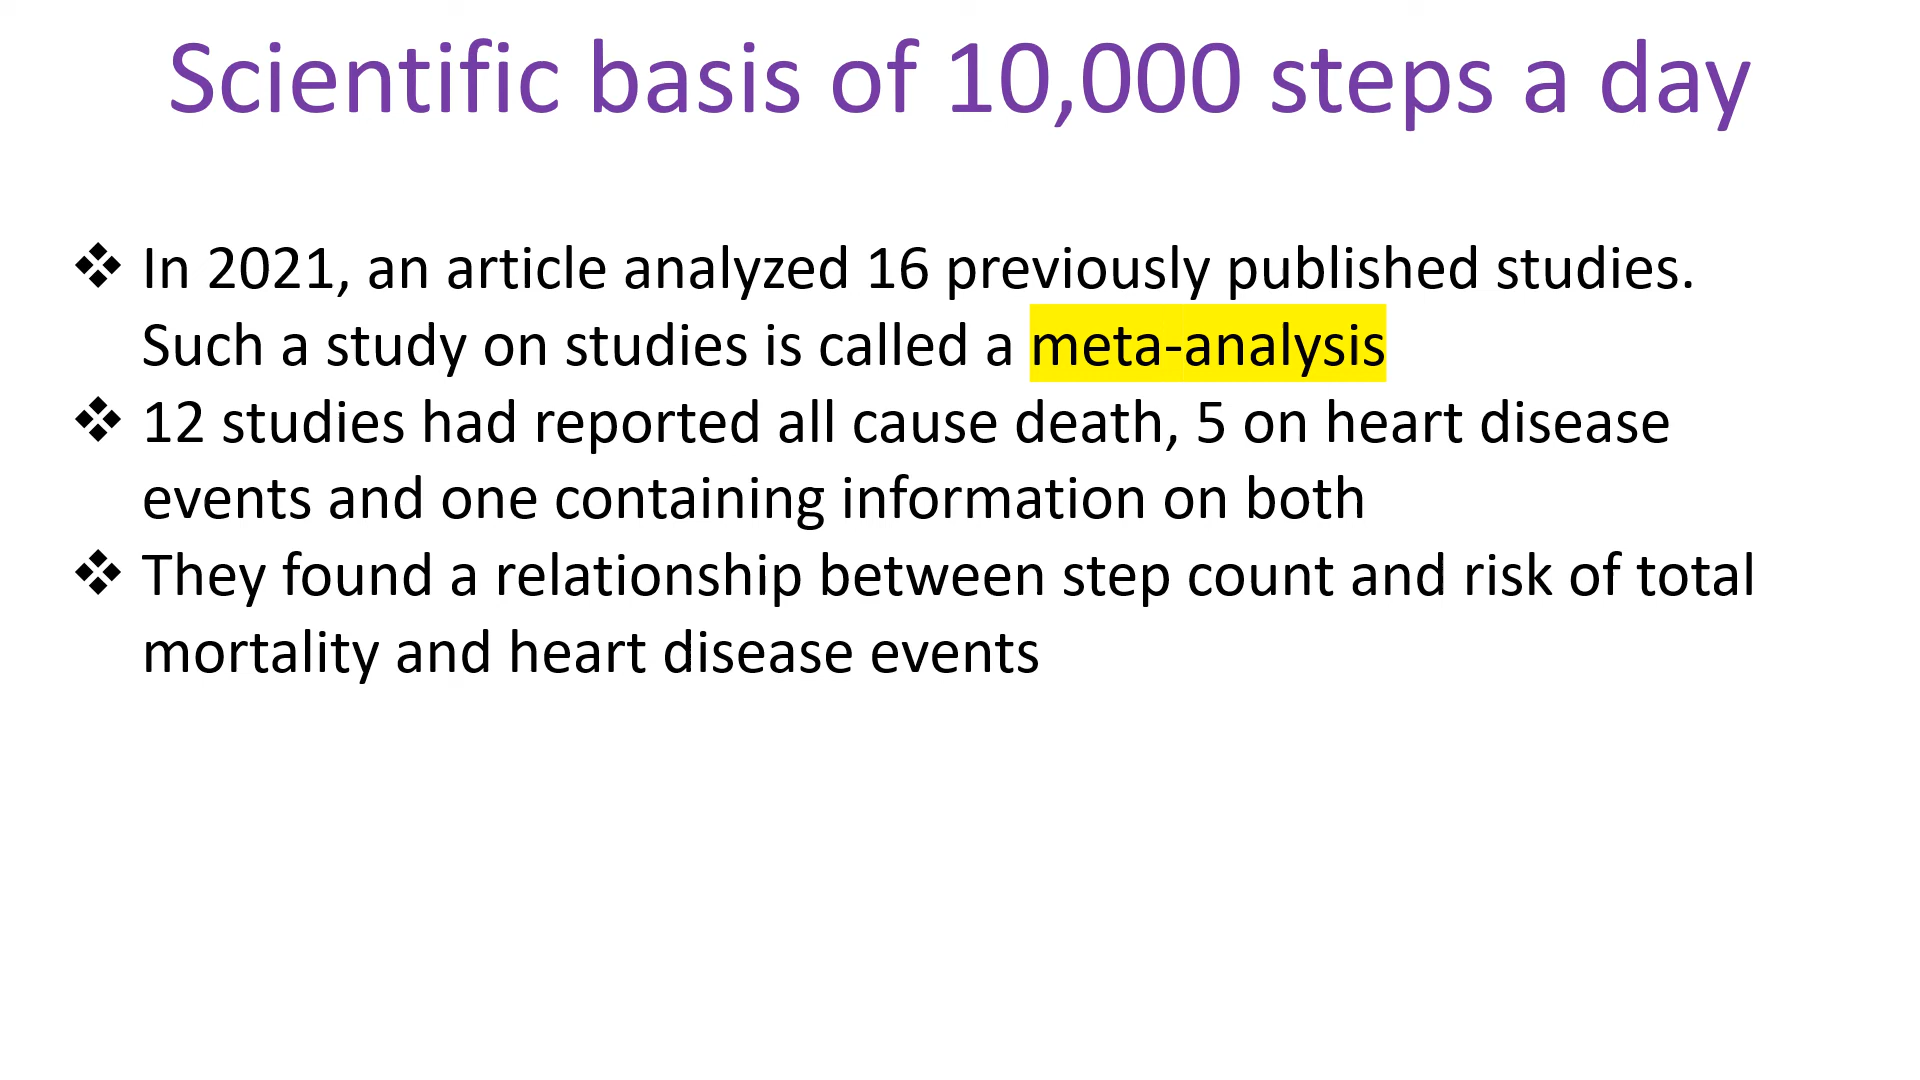 Scientific basis of 10,000 steps a day
❖ In 2021, an article analyzed 16 previously published studies.
Such a study on studies is called a meta-analysis
❖ 12 studies had reported all cause death, 5 on heart disease
events and one containing information on both
❖ They found a relationship between step count and risk of total
mortality and heart disease events